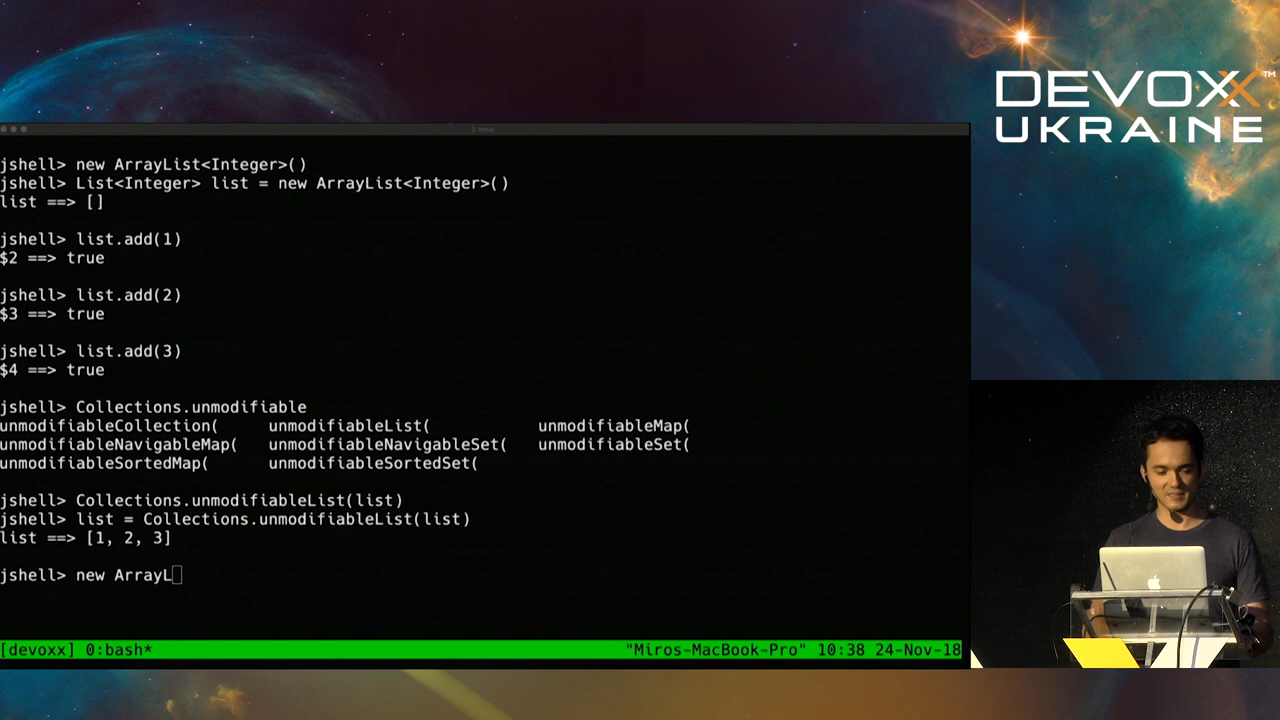 DEVOXX™
UKRAINE
2. tmux
jshell> new ArrayList<Integer>()
jshell> List<Integer> list = new ArrayList<Integer>()
list ==> []
jshell> list.add(1)
$2 ==> true
jshell> list.add(2)
$3 ==> true
jshell> list.add(3)
$4 ==> true
jshell> Collections.unmodifiable
unmodifiableCollection( unmodifiableList( unmodifiableMap(
unmodifiableNavigableMap( unmodifiableNavigableSet( unmodifiableSet(
unmodifiableSortedMap( unmodifiableSortedSet(
jshell> Collections.unmodifiableList(list)
jshell> list = Collections.unmodifiableList(list)
list ==> [1, 2, 3]
jshell> new ArrayL
[devoxx] 0:bash* "Miros-MacBook-Pro" 10:38 24-Nov-18